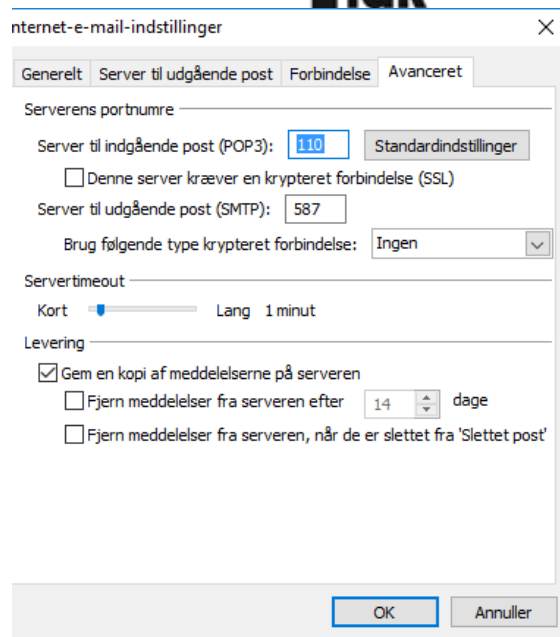 nternet-e-mail-indstillinger
Generelt Server til udgående post Forbindelse Avanceret
Serverens portnumre
Server til indgående post (POP3): 110 Standardindstillinger
Denne server kræver en krypteret forbindelse (SSL)
Server til udgående post (SMTP): 587
Brug følgende type krypteret forbindelse: Ingen
Servertimeout
Kort Lang 1 minut
Levering
Gem en kopi af meddelelserne på serveren
Fjern meddelelser fra serveren efter 14 dage
Fjern meddelelser fra serveren, når de er slettet fra 'Slettet post'
OK Annuller